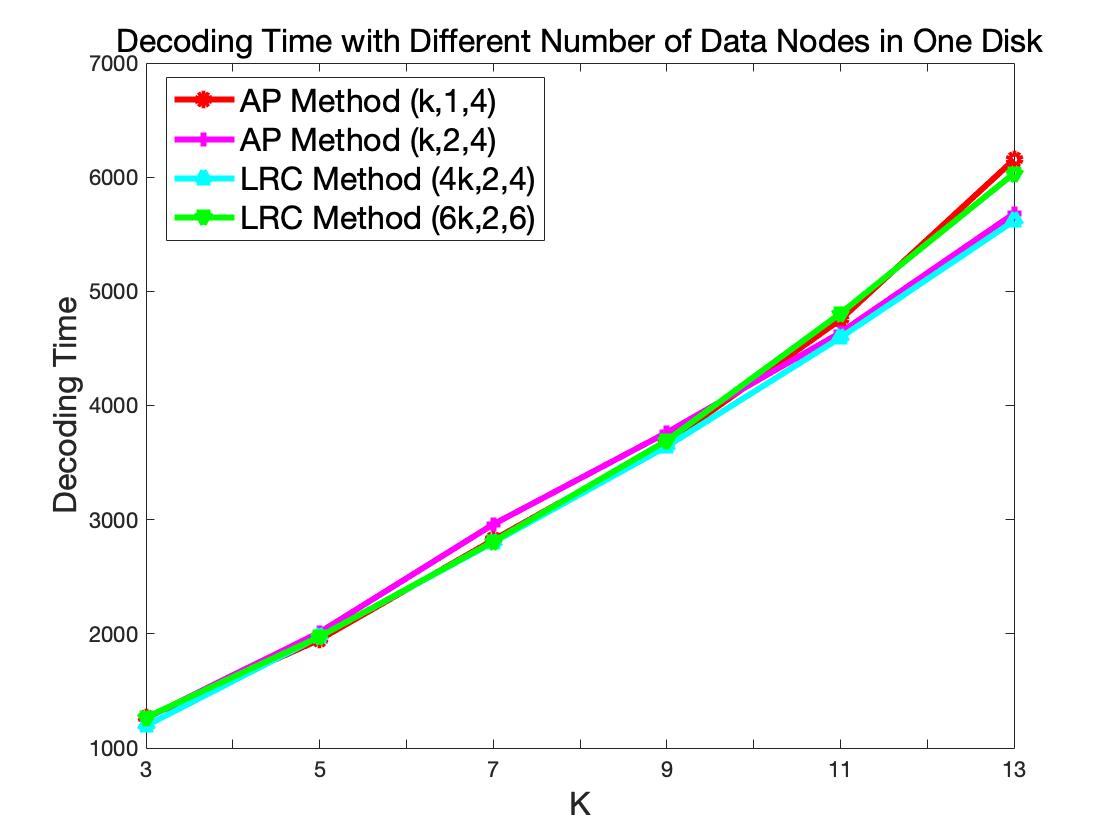 Decoding Time with Different Number of Data Nodes in One Disk
7000
AP Method (k,1,4)
AP Method (k,2,4)
LRC Method (4k,2,4)
LRC Method (6k,2,6)
6000
5000
4000
3000
2000
1000
Decoding Time
3 5 7 9 11 13
K